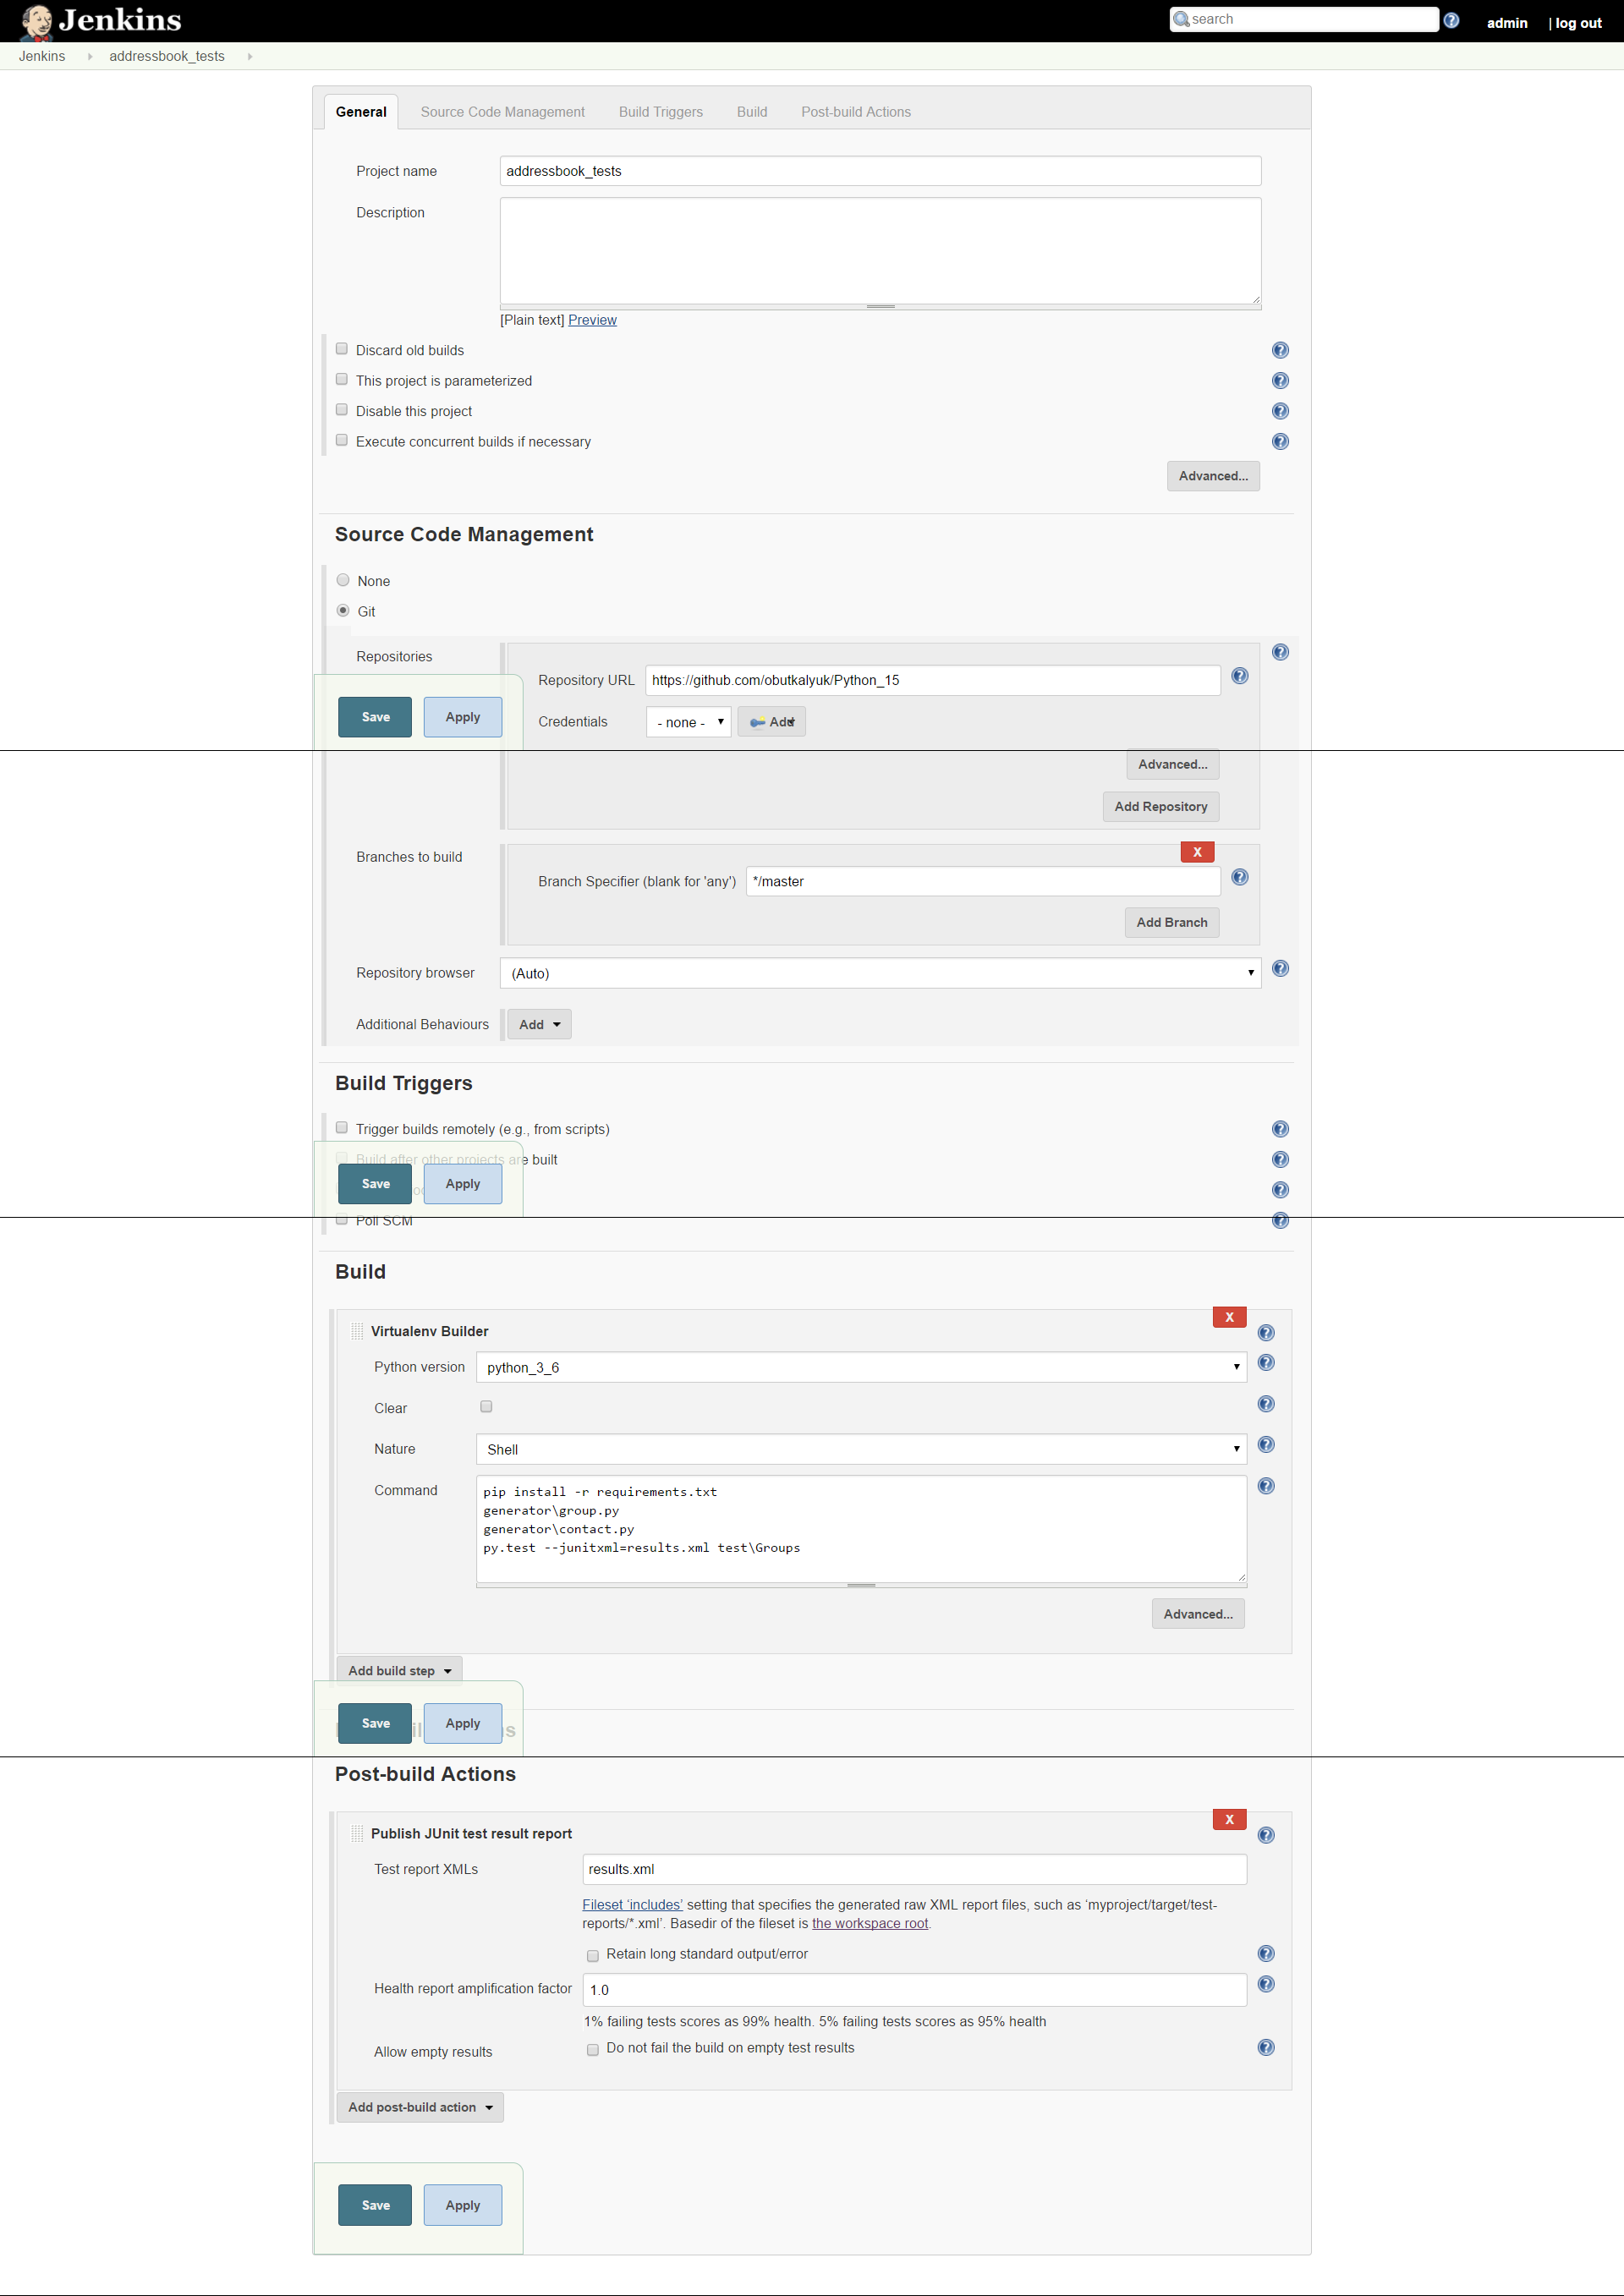 Jenkins
search
admin
| log out
Jenkins
addressbook_tests
General
Source Code Management
Build Triggers
Build
Post-build Actions
Project name
addressbook_tests
Description
[Plain text] Preview
Discard old builds
This project is parameterized
Disable this project
Execute concurrent builds if necessary
Advanced...
Source Code Management
None
Git
Repositories
Repository URL
https://github.com/obutkalyuk/Python_15
Save
Apply
Credentials
- none -
Add
Advanced...
Add Repository
Branches to build
X
Branch Specifier (blank for 'any')
*/master
Add Branch
Repository browser
(Auto)
Additional Behaviours
Add
Build Triggers
Trigger builds remotely (e.g., from scripts)
Build after other projects are built
Save
Apply
Poll SCM
Build
X
Virtualenv Builder
Python version
python_3_6
Clear
Nature
Shell
Command
pip install -r requirements.txt
generator\group.py
generator\contact.py
py.test --junitxml=results.xml test\Groups
Advanced...
Add build step
Save
Apply
Post-build Actions
X
Publish JUnit test result report
Test report XMLs
results.xml
Fileset ‘includes’ setting that specifies the generated raw XML report files, such as ‘myproject/target/test-
reports/*.xml’. Basedir of the fileset is the workspace root.
Retain long standard output/error
Health report amplification factor
1.0
1% failing tests scores as 99% health. 5% failing tests scores as 95% health
Allow empty results
Do not fail the build on empty test results
Add post-build action
Save
Apply